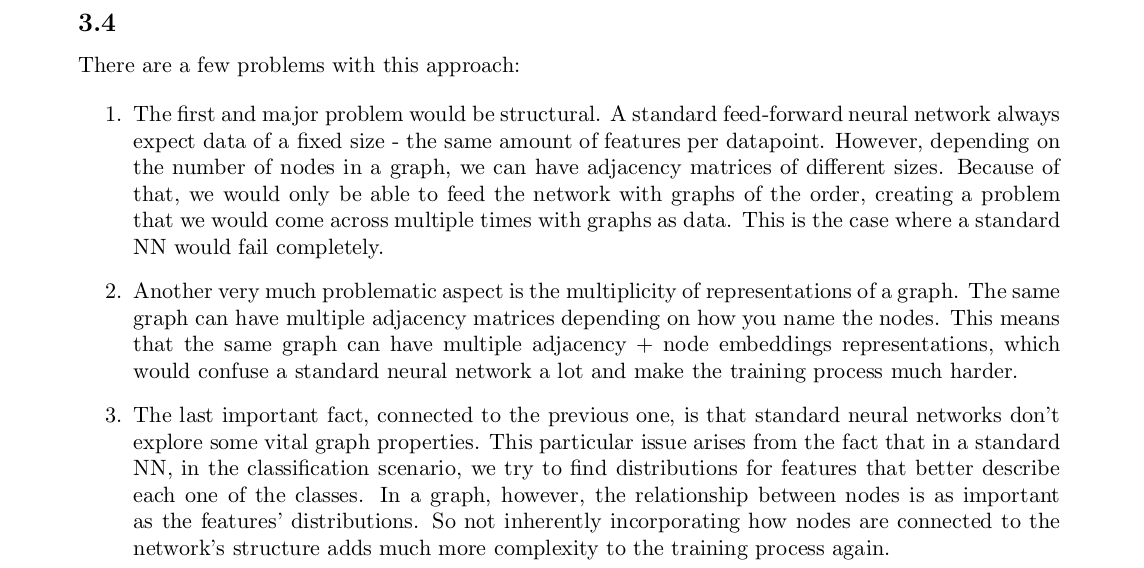 3.4
There are a few problems with this approach:
1. The first and major problem would be structural. A standard feed-forward neural network always
expect data of a fixed size - the same amount of features per datapoint. However, depending on
the number of nodes in a graph, we can have adjacency matrices of different sizes. Because of
that, we would only be able to feed the network with graphs of the order, creating a problem
that we would come across multiple times with graphs as data. This is the case where a standard
NN would fail completely.
2. Another very much problematic aspect is the multiplicity of representations of a graph. The same
graph can have multiple adjacency matrices depending on how you name the nodes. This means
that the same graph can have multiple adjacency + node embeddings representations, which
would confuse a standard neural network a lot and make the training process much harder.
3. The last important fact, connected to the previous one, is that standard neural networks don't
explore some vital graph properties. This particular issue arises from the fact that in a standard
NN, in the classification scenario, we try to find distributions for features that better describe
each one of the classes. In a graph, however, the relationship between nodes is as important
as the features' distributions. So not inherently incorporating how nodes are connected to the
network's structure adds much more complexity to the training process again.